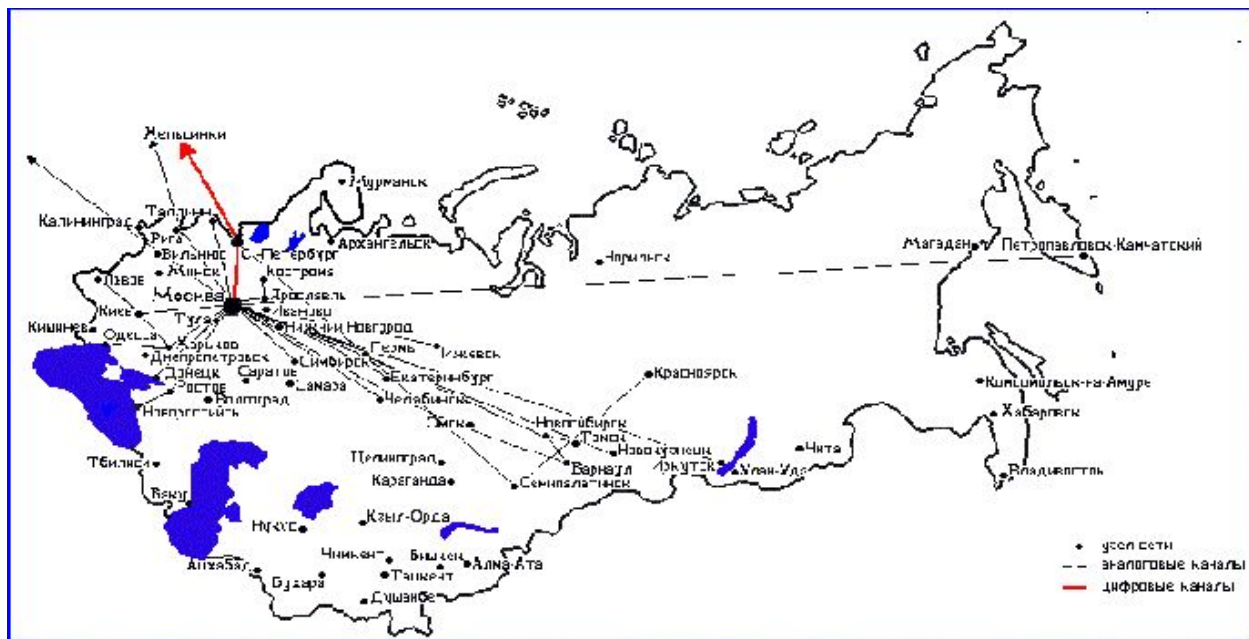 Хельсинки
Мурманск
Калининград
Таллинн
Рига
Архангельск
Вильнюс
С.-Петербург
Магадан
Петропавловск-Камчатский
Минск
Кострома
Норильск
Львов
Москва
Ярославль
Киев
Иваново
Тула
Нижний Новгород
Кишинев
Одесса
Харьков
Пермь
Ижевск
Днепропетровск
Симбирск
Донецк
Саратов
Екатеринбург
Красноярск
Самара
Комсомольск-на-Амуре
Ростов
Волгоград
Челябинск
Новороссийск
Хабаровск
Омск
Новосибирск
Томск
Новокузнецк
Чита
Тбилиси
Целиноград
Барнаул
Иркутск
Улан-Удэ
Владивосток
Караганда
Семипалатинск
Баку
Нукус
Кзыл-Орда
Чимкент
Бишкек
Алма-Ата
Ашхабад
Бухара
Ташкент
Душанбе
узел сети
аналоговые каналы
цифровые каналы